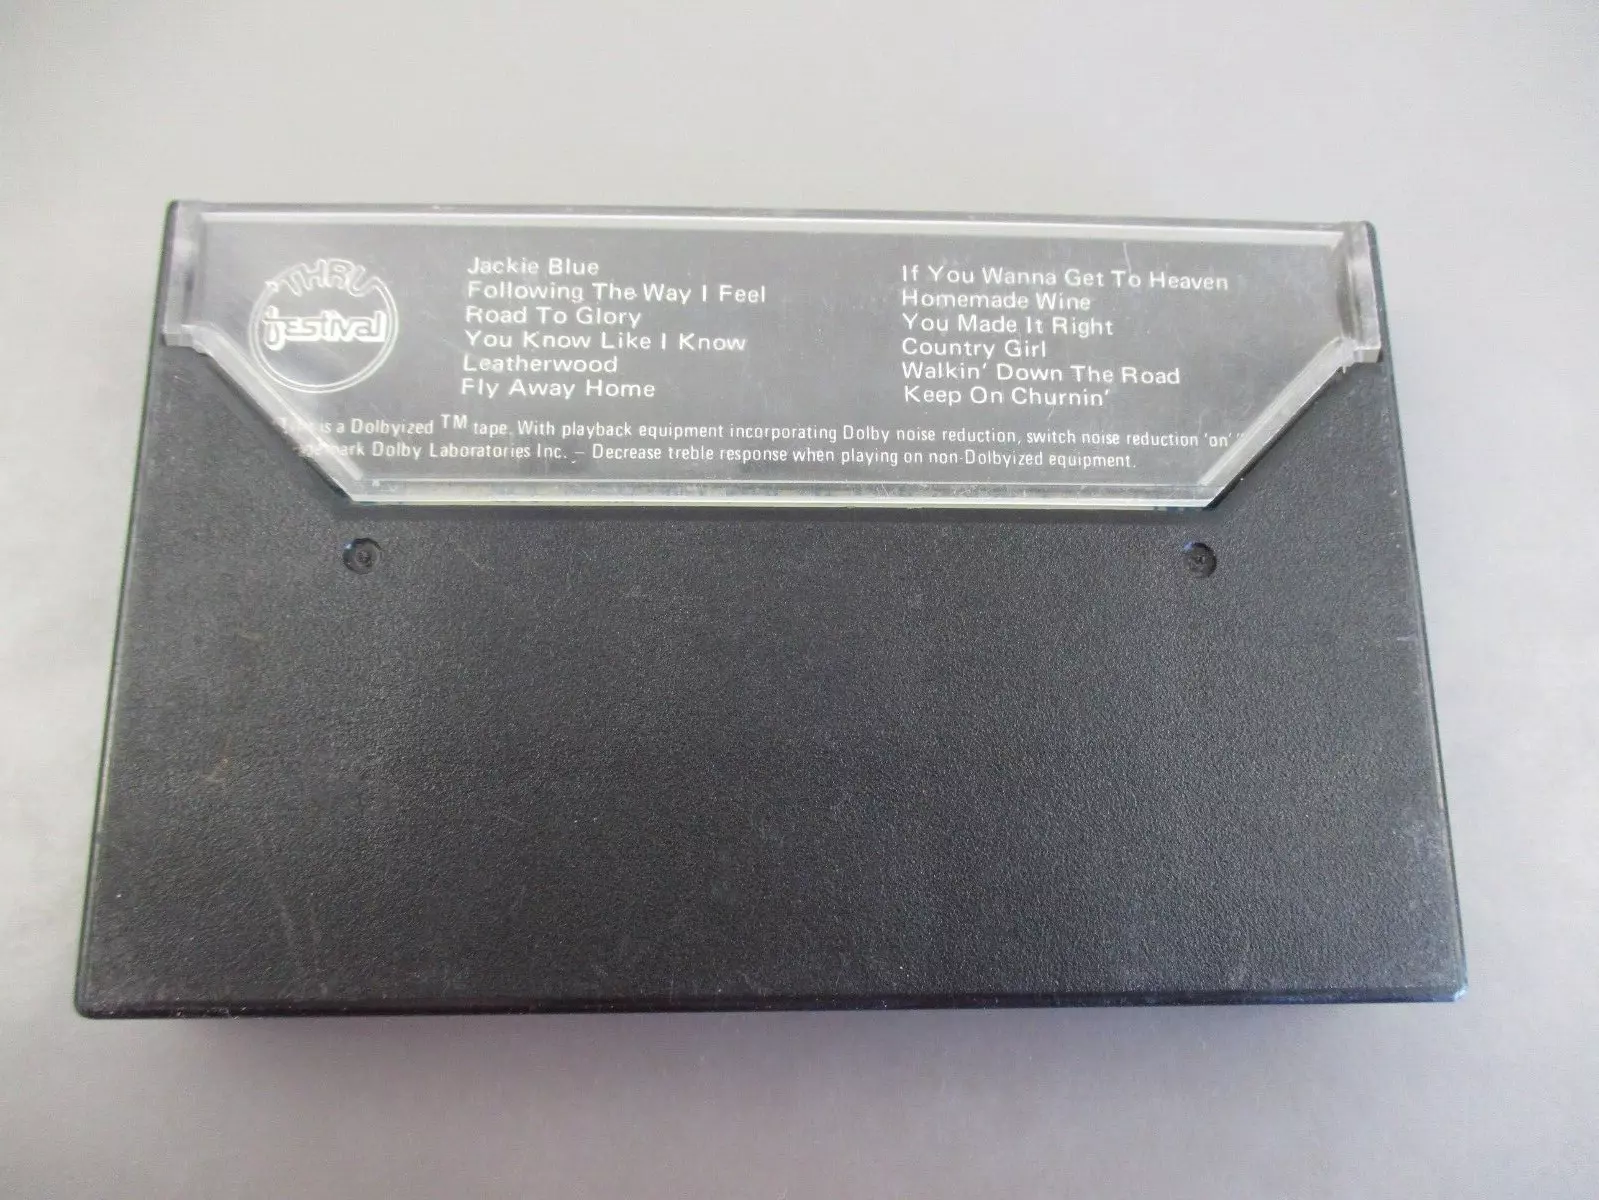 THRU
festival
Jackie Blue
Following The Way I Feel
Road To Glory
You Know Like I Know
Leatherwood
Fly Away Home
If You Wanna Get To Heaven
Homemade Wine
You Made It Right
Country Girl
Walkin' Down The Road
Keep On Churnin'
is a Dolbyized TM tape. With playback equipment incorporating Dolby noise reduction, switch noise reduction 'on'
Dolby Laboratories Inc. – Decrease treble response when playing on non-Dolbyized equipment.